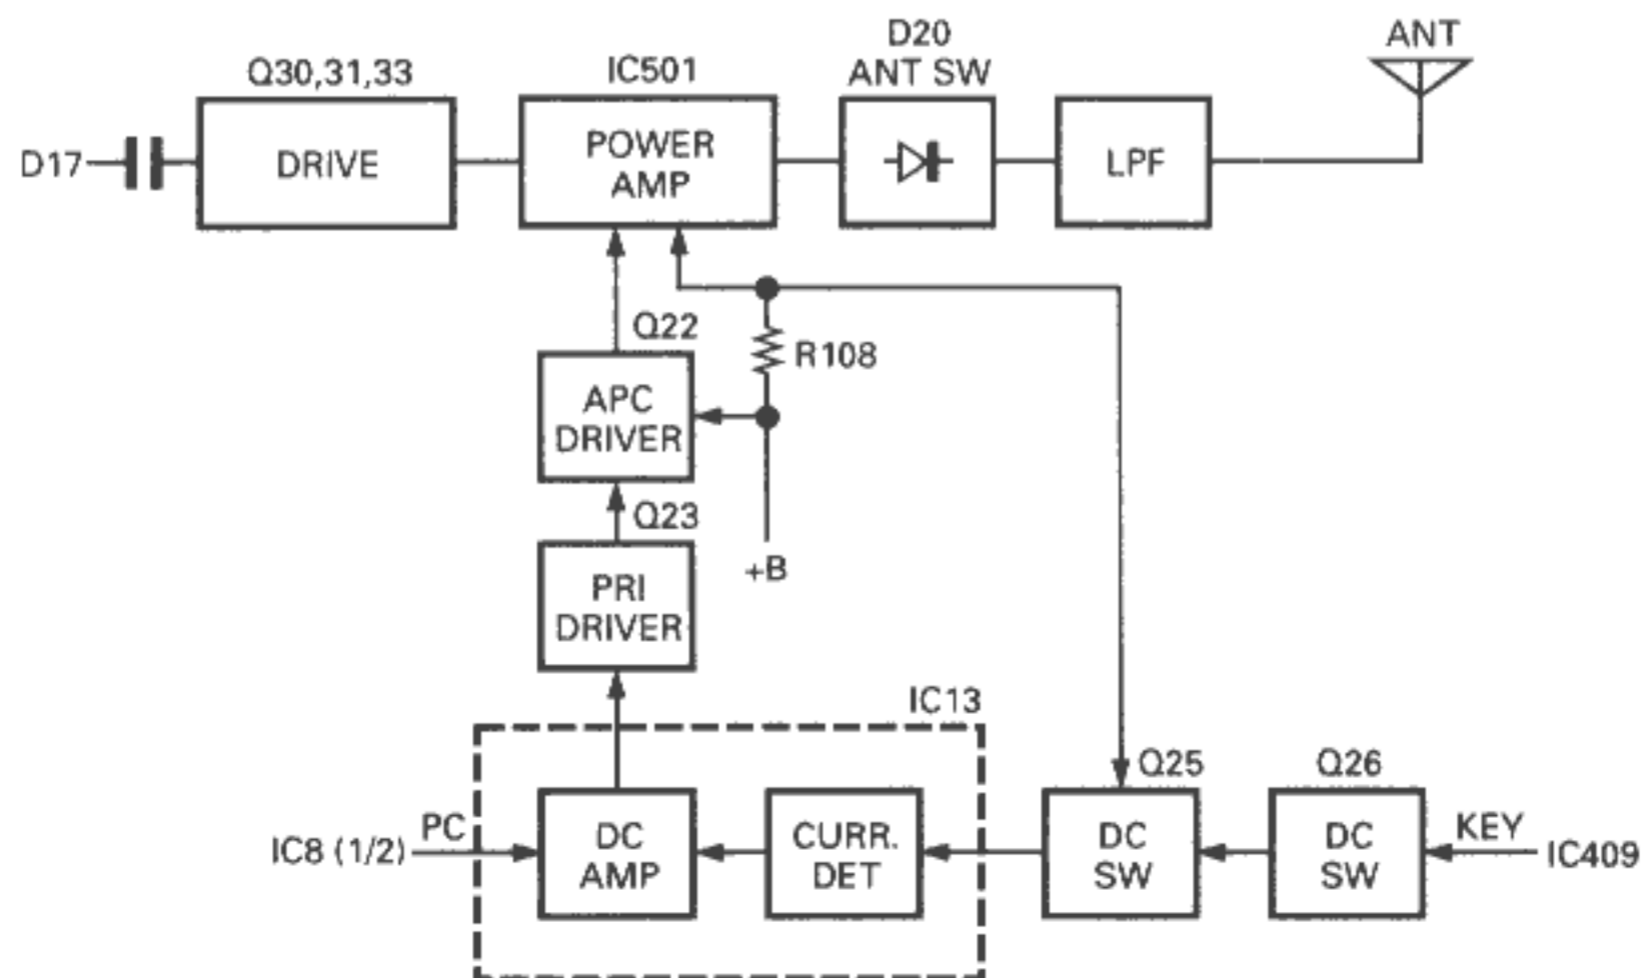 Q30,31,33
IC501
D20
ANT SW
ANT
D17
DRIVE
POWER
AMP
LPF
Q22
R108
APC
DRIVER
Q23
+B
PRI
DRIVER
IC13
Q25
Q26
IC8 (1/2)
PC
DC
AMP
CURR.
DET
DC
SW
DC
SW
KEY
IC409